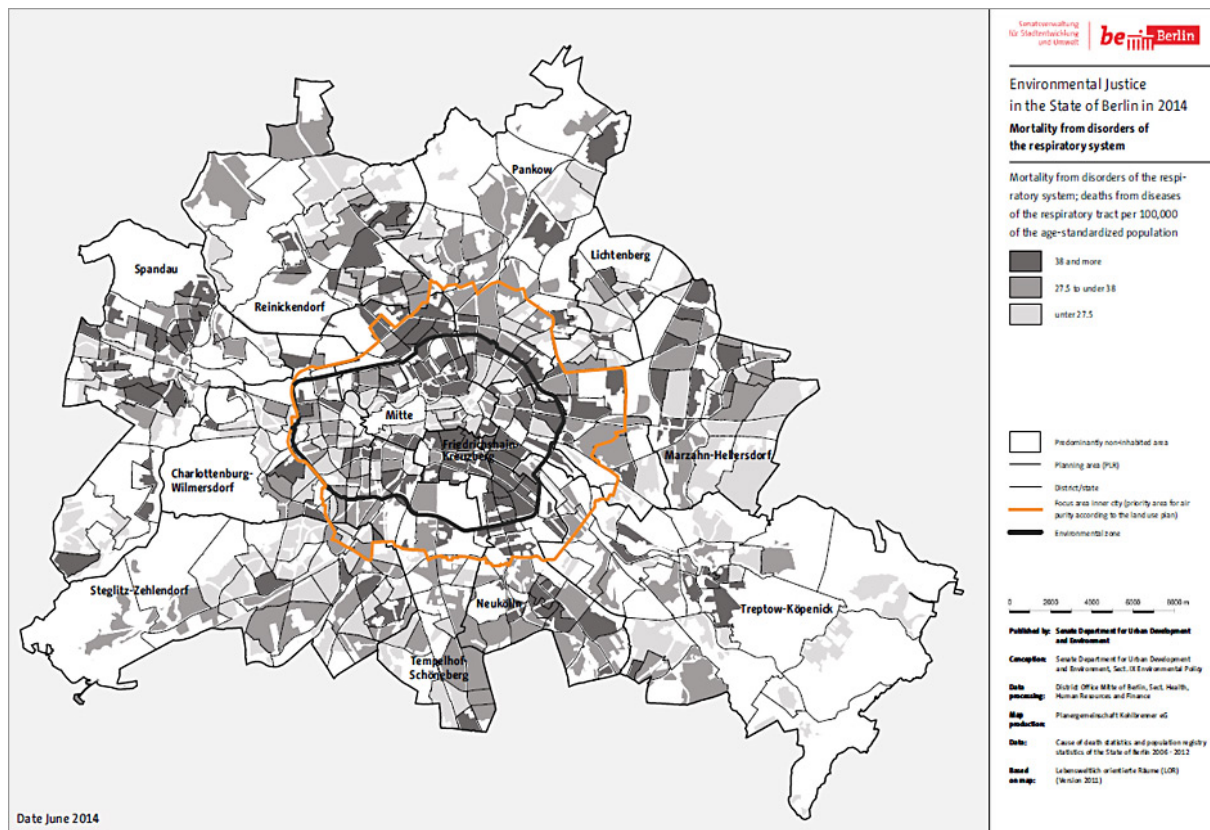 Senatsverwaltung
für Stadtentwicklung
und Umwelt
be Berlin
Environmental Justice
in the State of Berlin in 2014
Mortality from disorders of
the respiratory system
Mortality from disorders of the respi-
ratory system; deaths from diseases
of the respiratory tract per 100,000
of the age-standardized population
38 and more
27.5 to under 38
unter 27.5
Predominantly non-inhabited area
Planning area (PLR)
District/state
Focus area inner city (priority area for air
purity according to the land use plan)
Environmental zone
0 2000 4000 6000 8000 m
Published by: Senate Department for Urban Development
and Environment
Conception: Senate Department for Urban Development
and Environment, Sect. IX Environmental Policy
Data
processing: District Office Mitte of Berlin, Sect. Health,
Human Resources and Finance
Map
production: Planergemeinschaft Kohlbrenner eG
Data: Cause of death statistics and population registry
statistics of the State of Berlin 2006 - 2012
Based
on map: Lebensweltlich orientierte Räume (LOR)
(Version 2011)
Pankow
Lichtenberg
Spandau
Reinickendorf
Mitte
Friedrichshain-
Kreuzberg
Marzahn-Hellersdorf
Charlottenburg-
Wilmersdorf
Steglitz-Zehlendorf
Neukölln
Treptow-Köpenick
Tempelhof-
Schöneberg
Date June 2014